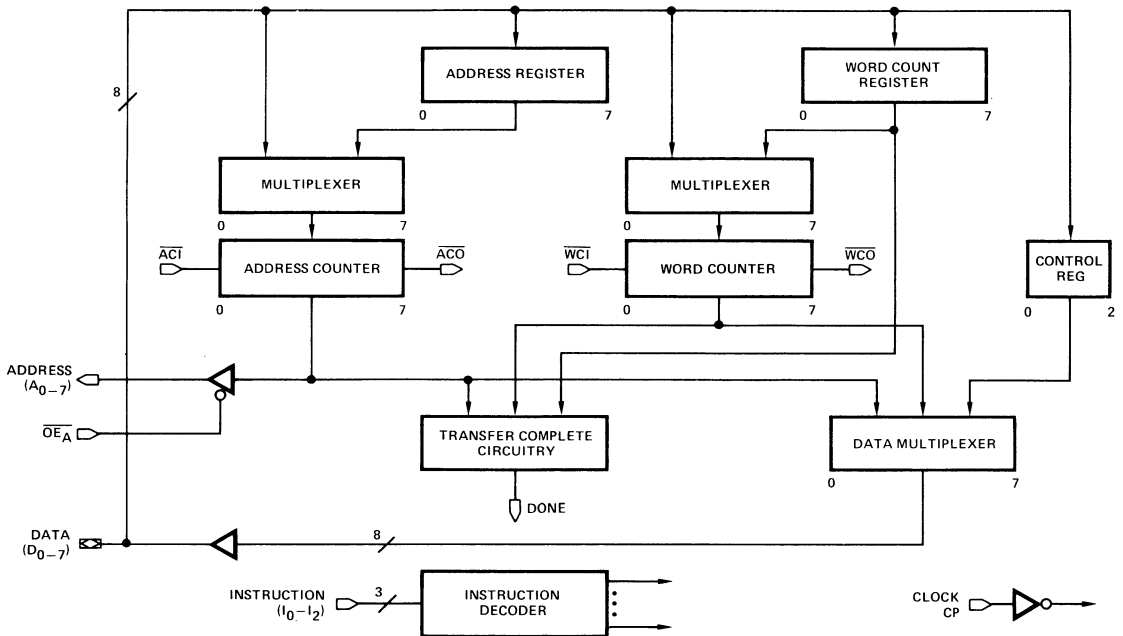 ADDRESS REGISTER
0 7
WORD COUNT
REGISTER
0 7
8
MULTIPLEXER
0 7
MULTIPLEXER
0 7
ACI
ADDRESS COUNTER
ACO
0 7
WCI
WORD COUNTER
WCO
0 7
CONTROL
REG
0 2
ADDRESS
(A0–7)
OEA
TRANSFER COMPLETE
CIRCUITRY
DATA MULTIPLEXER
0 7
DONE
DATA
(D0–7)
8
INSTRUCTION
(I0–I2)
3
INSTRUCTION
DECODER
CLOCK
CP